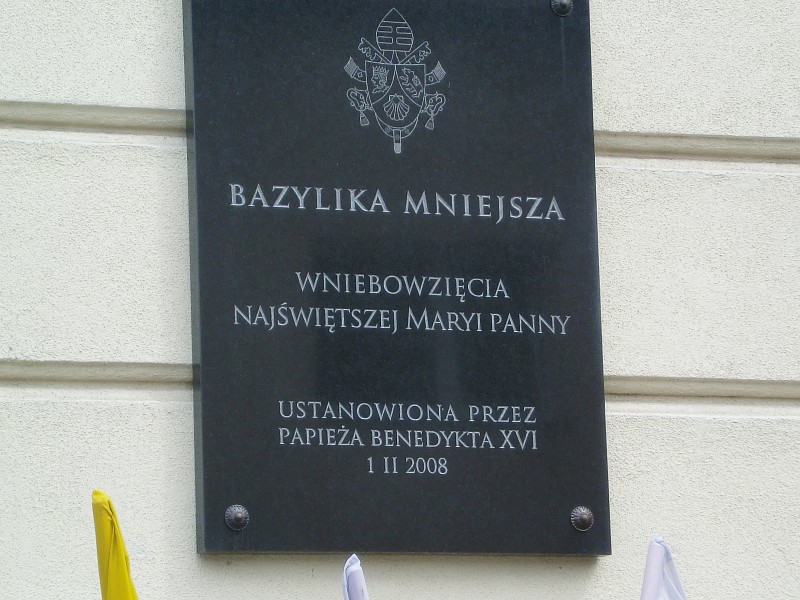 BAZYLIKA MNIEJSZA
WNIEBOWZIĘCIA
NAJŚWIĘTSZEJ MARYI PANNY
USTANOWIONA PRZEZ
PAPIEŻA BENEDYKTA XVI
1 II 2008